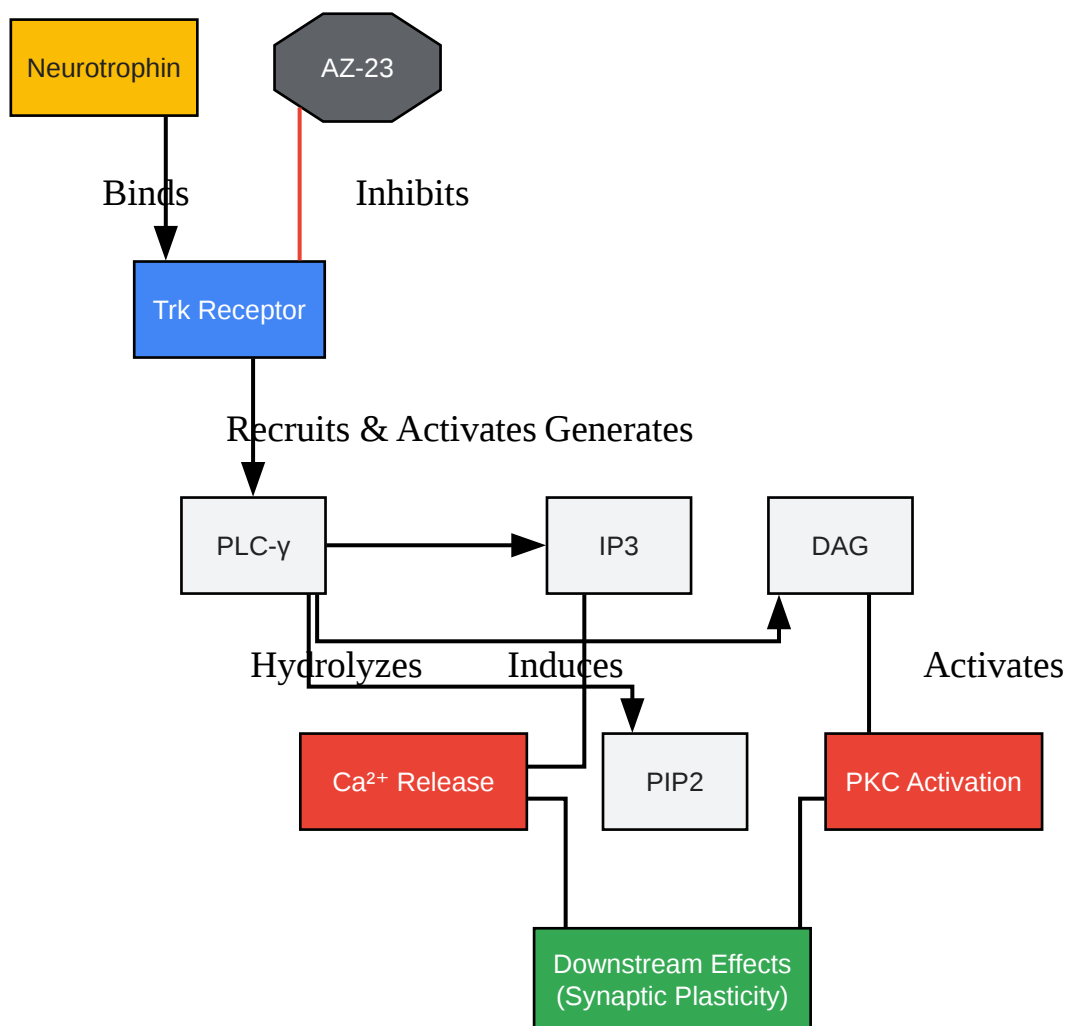 Neurotrophin
AZ-23
Binds
Inhibits
Trk Receptor
Recruits & Activates
Generates
PLC-γ
IP3
DAG
Hydrolyzes
Induces
Activates
Ca²⁺ Release
PIP2
PKC Activation
Downstream Effects
(Synaptic Plasticity)